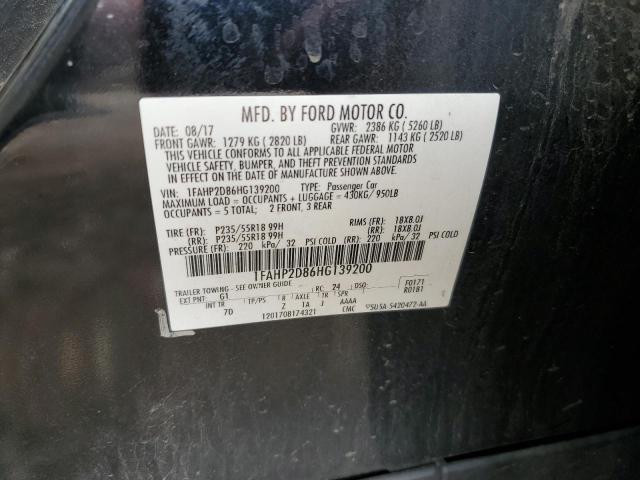 MFD. BY FORD MOTOR CO.
DATE: 08/17 GVWR: 2386 KG ( 5260 LB)
FRONT GAWR: 1279 KG ( 2820 LB) REAR GAWR: 1143 KG ( 2520 LB)
THIS VEHICLE CONFORMS TO ALL APPLICABLE FEDERAL MOTOR
VEHICLE SAFETY, BUMPER, AND THEFT PREVENTION STANDARDS
IN EFFECT ON THE DATE OF MANUFACTURE SHOWN ABOVE.
VIN: 1FAHP2D86HG139200 TYPE: Passenger Car
MAXIMUM LOAD = OCCUPANTS + LUGGAGE = 430KG/ 950LB
OCCUPANTS = 5 TOTAL; 2 FRONT, 3 REAR
TIRE (FR): P235/55R18 99H RIMS (FR): 18X8.0J
(RR): P235/55R18 99H (RR): 18X8.0J
PRESSURE (FR): 220 kPa/ 32 PSI COLD (RR): 220 kPa/ 32 PSI COLD
1FAHP2D86HG139200
TRAILER TOWING - SEE OWNER GUIDE
EXT PNT: G1 RC: 24 DSO: F0171
R0181
INT TR TP/PS R AXLE TR SPR
7D Z 1A J AAAA
1201708174321 CMC 5U5A-5420472-AA